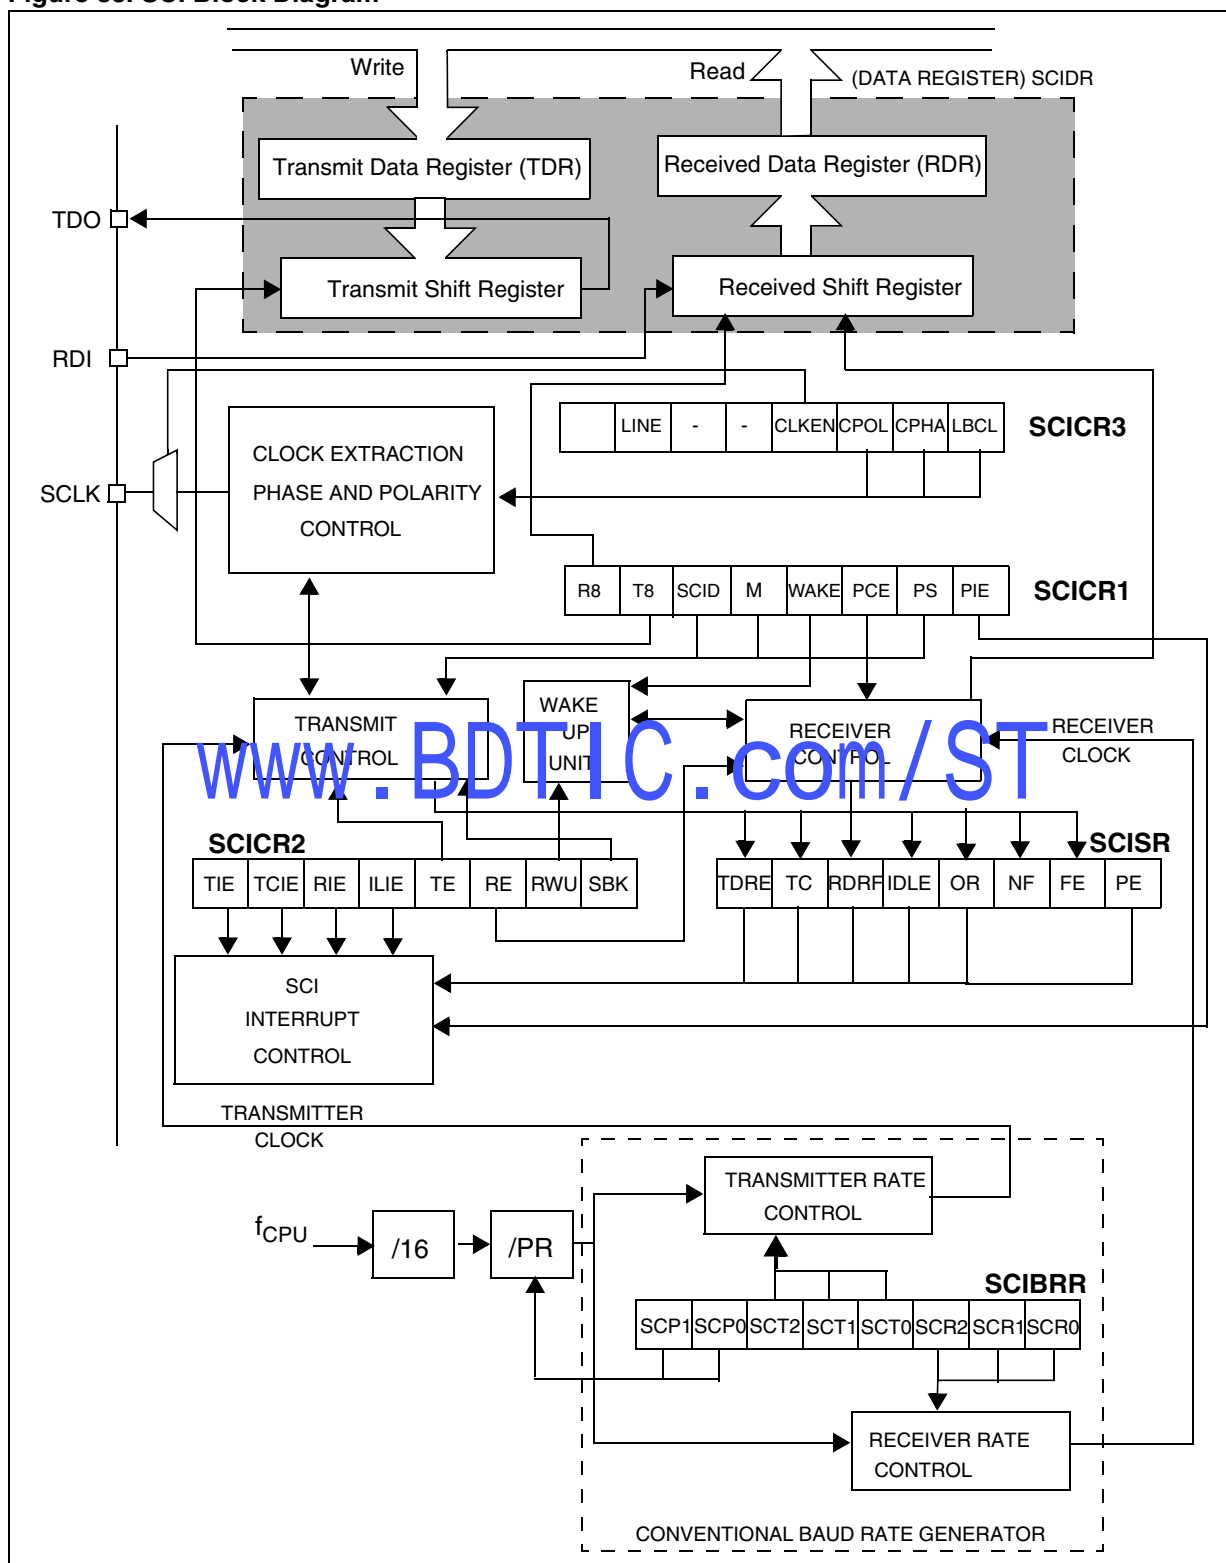 Write
Read
(DATA REGISTER) SCIDR
Transmit Data Register (TDR)
Received Data Register (RDR)
TDO
Transmit Shift Register
Received Shift Register
RDI
LINE - - CLKEN CPOL CPHA LBCL
SCICR3
CLOCK EXTRACTION
PHASE AND POLARITY
CONTROL
SCLK
R8 T8 SCID M WAKE PCE PS PIE
SCICR1
TRANSMIT
CONTROL
WAKE
UP
UNIT
RECEIVER
CONTROL
RECEIVER
CLOCK
www.BDTIC.com/ST
SCICR2
SCISR
TIE TCIE RIE ILIE TE RE RWU SBK
TDRE TC RDRF IDLE OR NF FE PE
SCI
INTERRUPT
CONTROL
TRANSMITTER
CLOCK
TRANSMITTER RATE
CONTROL
fCPU
/16
/PR
SCIBRR
SCP1 SCP0 SCT2 SCT1 SCT0 SCR2 SCR1 SCR0
RECEIVER RATE
CONTROL
CONVENTIONAL BAUD RATE GENERATOR